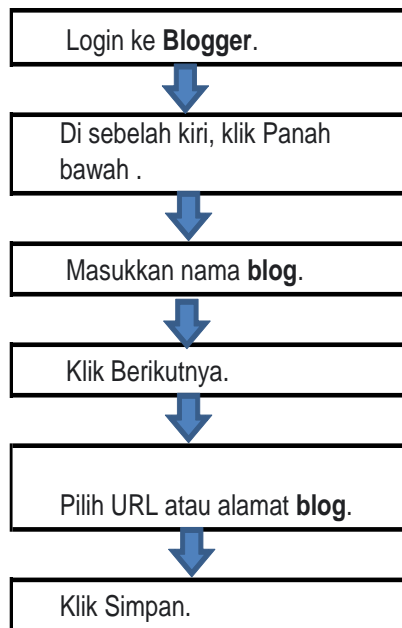 Login ke Blogger.
Di sebelah kiri, klik Panah
bawah .
Masukkan nama blog.
Klik Berikutnya.
Pilih URL atau alamat blog.
Klik Simpan.